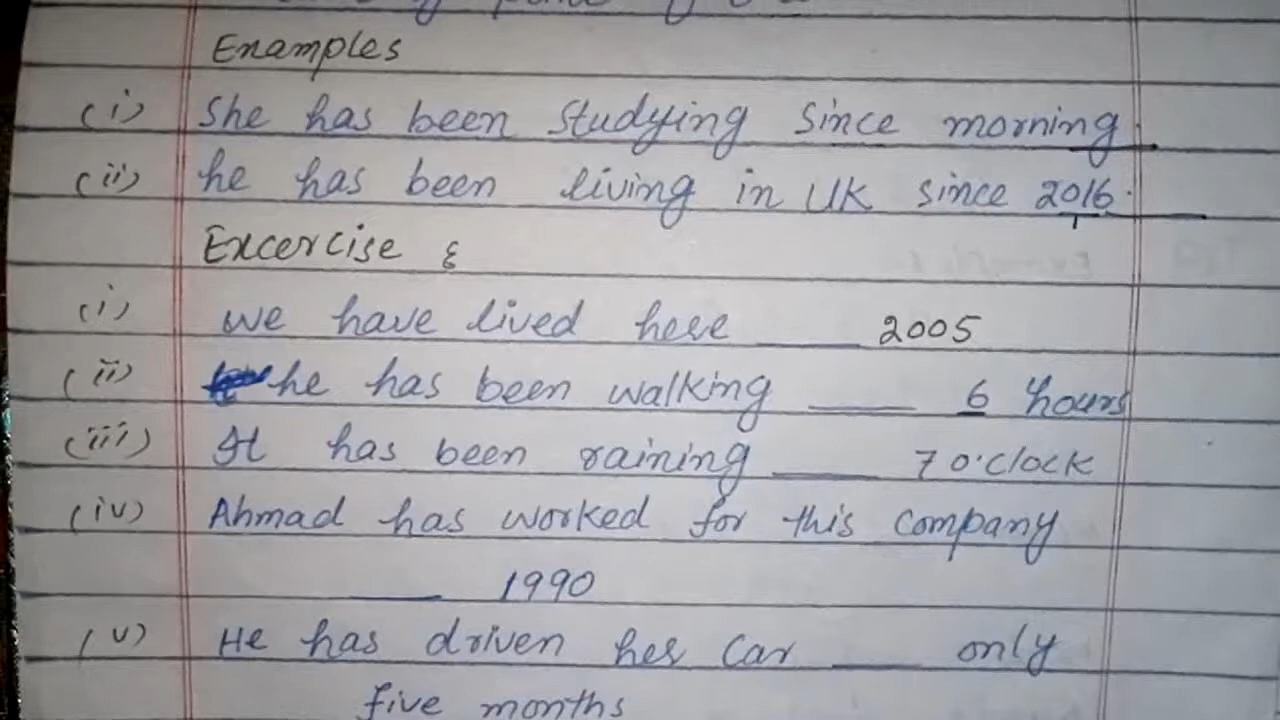 Examples
(i) She has been Studying Since morning.
(ii) he has been living in UK since 2016.
Excercise :
(i) we have lived here ____ 2005
(ii) he has been walking ____ 6 hours
(iii) It has been raining ____ 7 o'clock
(iv) Ahmad has worked for this Company
____ 1990
(v) He has driven her Car ____ only
five months